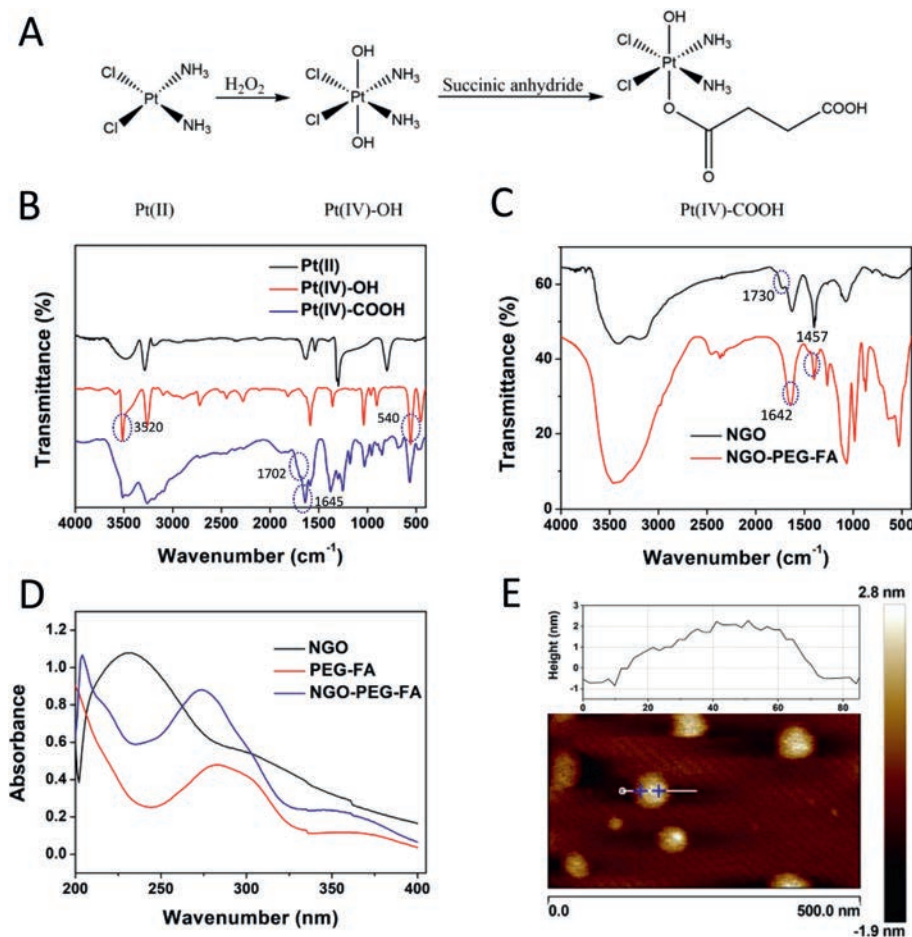 A
Cl
NH₃
Pt
Cl
NH₃
H₂O₂
OH
Cl
NH₃
Pt
Cl
NH₃
OH
Succinic anhydride
OH
Cl
NH₃
Pt
Cl
NH₃
O
O
COOH
Pt(II)
Pt(IV)-OH
Pt(IV)-COOH
B
Transmittance (%)
Pt(II)
Pt(IV)-OH
Pt(IV)-COOH
3520
540
1702
1645
4000 3500 3000 2500 2000 1500 1000 500
Wavenumber (cm⁻¹)
C
Transmittance (%)
60
40
20
0
1730
1457
1642
NGO
NGO-PEG-FA
4000 3000 2000 1500 1000 500
Wavenumber (cm⁻¹)
D
Absorbance
1.2
1.0
0.8
0.6
0.4
0.2
0.0
NGO
PEG-FA
NGO-PEG-FA
200 250 300 350 400
Wavenumber (nm)
E
Height (nm)
3
2
1
0
-1
0 20 40 60 80
2.8 nm
-1.9 nm
0.0 500.0 nm